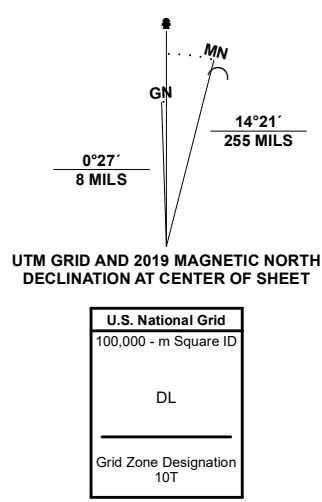 MN
GN
14°21´
255 MILS
0°27´
8 MILS
UTM GRID AND 2019 MAGNETIC NORTH
DECLINATION AT CENTER OF SHEET
U.S. National Grid
100,000 - m Square ID
DL
Grid Zone Designation
10T